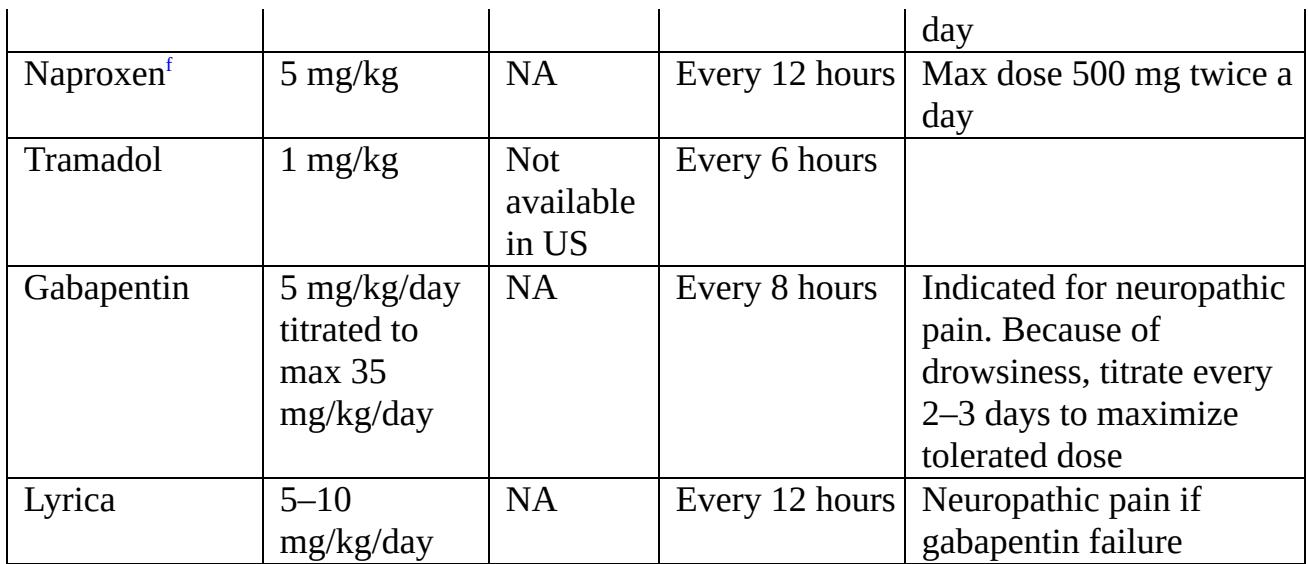 day
Naproxenf 5 mg/kg NA Every 12 hours Max dose 500 mg twice a
day
Tramadol 1 mg/kg Not Every 6 hours
available
in US
Gabapentin 5 mg/kg/day NA Every 8 hours Indicated for neuropathic
titrated to pain. Because of
max 35 drowsiness, titrate every
mg/kg/day 2–3 days to maximize
tolerated dose
Lyrica 5–10 NA Every 12 hours Neuropathic pain if
mg/kg/day gabapentin failure